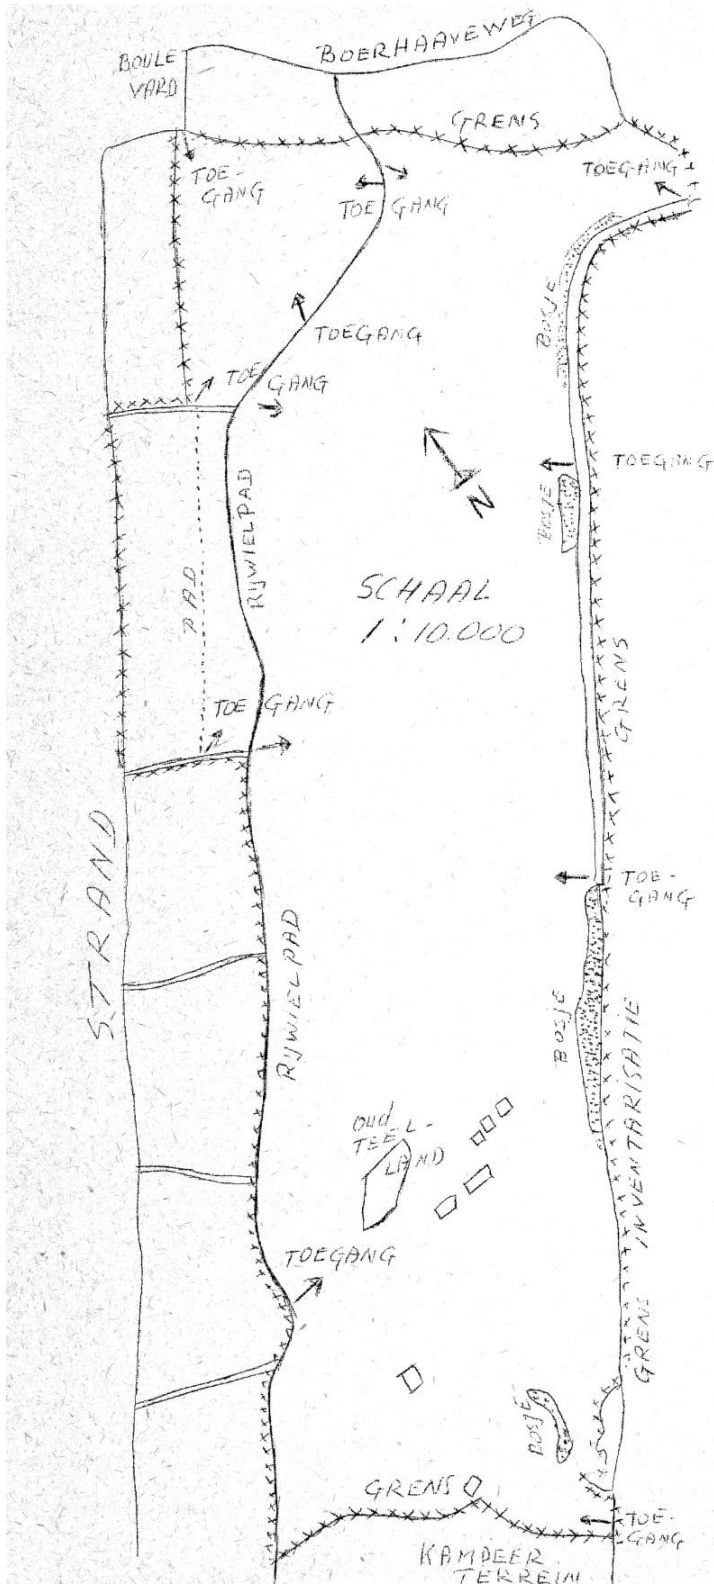 BOERHAAVEWEG
BOULE
VARD
GRENS
TOE-
GANG
TOEGANG
TOE GANG
TOEGANG
TOE GANG
BOSJE
TOEGANG
BOSJE
N
RIJWIELPAD
PAD
SCHAAL
1:10.000
GRENS
TOE GANG
STRAND
TOE-
GANG
RIJWIELPAD
BOSJE
GRENS INVENTARISATIE
OUD
TEEL-
LAND
TOEGANG
BOSJE
GRENS
TOE-
GANG
KAMPEER
TERREIN